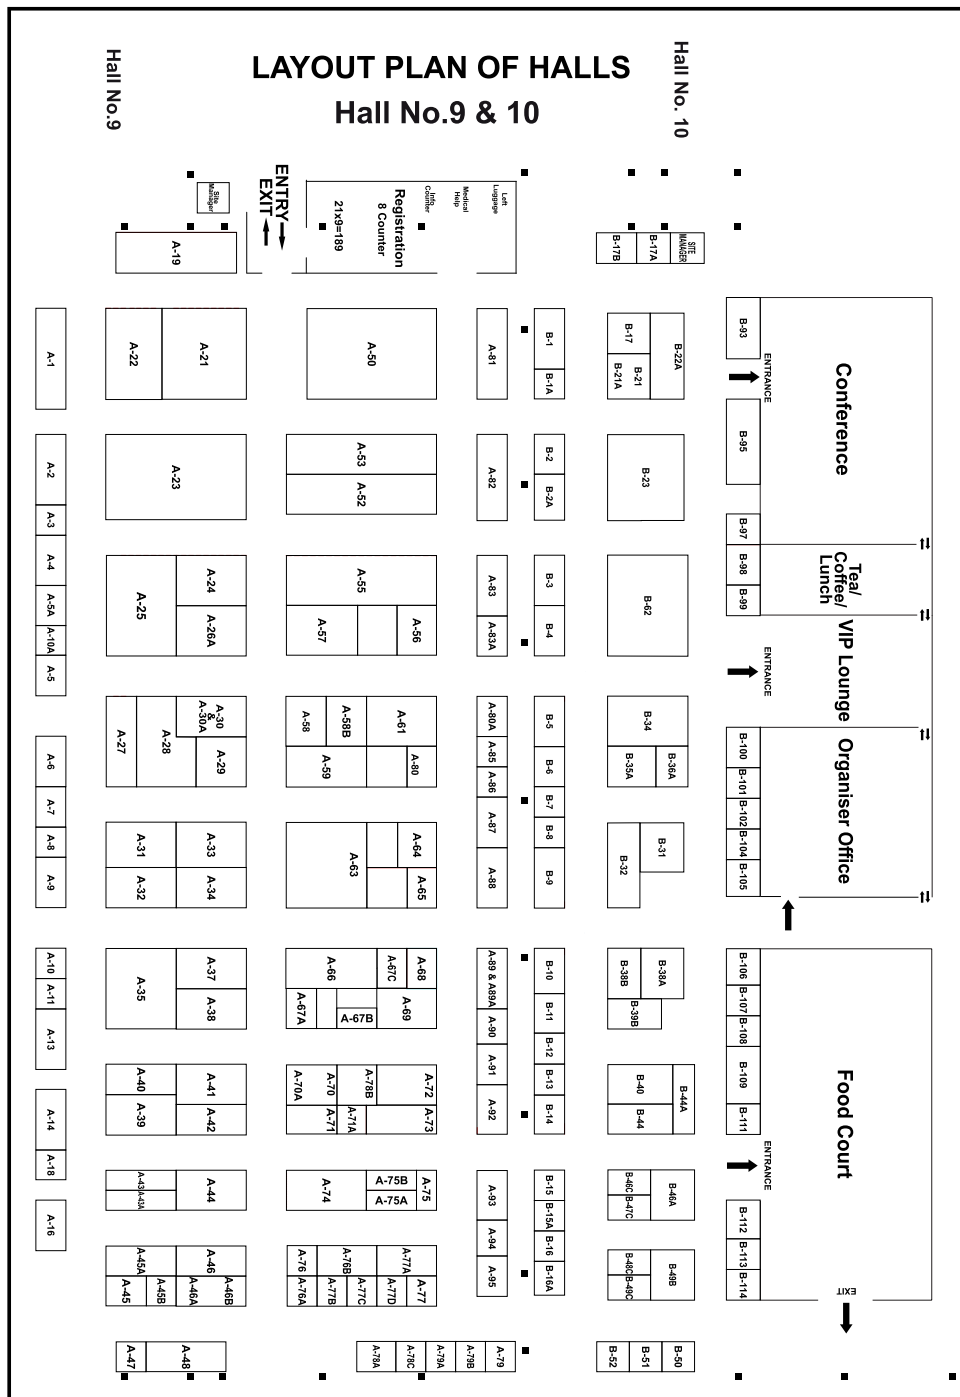 LAYOUT PLAN OF HALLS
Hall No.9 & 10
Hall No.9
Hall No. 10
Site
Manager
ENTRY
EXIT
Registration
8 Counter
21x9=189
Left
Luggage
Medical
Help
Info
Counter
A-19
B-17B
B-17A
SITE
MANAGER
A-1
A-22
A-21
A-50
A-81
B-1
B-1A
B-17
B-21
B-21A
B-22A
B-93
ENTRANCE
Conference
A-2
A-3
A-23
A-53
A-52
A-82
B-2
B-2A
B-23
B-95
B-97
A-4
A-5A
A-10A
A-5
A-25
A-24
A-26A
A-55
A-57
A-56
A-83
A-83A
B-3
B-4
B-62
B-98
B-99
Tea/
Coffee/
Lunch
ENTRANCE
VIP Lounge
A-6
A-7
A-8
A-9
A-27
A-28
A-30
&
A-30A
A-29
A-58
A-58B
A-61
A-59
A-80
A-80A
A-85
A-86
A-87
A-88
B-5
B-6
B-7
B-8
B-9
B-34
B-35A
B-36A
B-100
B-101
B-102
B-104
B-105
Organiser Office
A-31
A-33
A-32
A-34
A-63
A-64
A-65
B-32
B-31
A-10
A-11
A-13
A-35
A-37
A-38
A-66
A-67C
A-68
A-67A
A-67B
A-69
A-89 & A89A
A-90
A-91
A-92
B-10
B-11
B-12
B-13
B-14
B-38B
B-38A
B-39B
B-106
B-107
B-108
B-109
B-111
Food Court
A-14
A-18
A-16
A-40
A-41
A-39
A-42
A-70
A-70A
A-78B
A-72
A-71
A-71A
A-73
B-40
B-44
B-44A
ENTRANCE
A-43
A-43A
A-44
A-74
A-75B
A-75A
A-75
A-93
A-94
A-95
B-15
B-15A
B-16
B-16A
B-46C
B-47C
B-46A
B-112
B-113
B-114
A-45A
A-46
A-45
A-45B
A-46A
A-46B
A-76
A-76B
A-77A
A-76A
A-77B
A-77C
A-77D
A-77
B-48C
B-49C
B-49B
EXIT
A-47
A-48
A-78A
A-78C
A-79A
A-79B
A-79
B-52
B-51
B-50